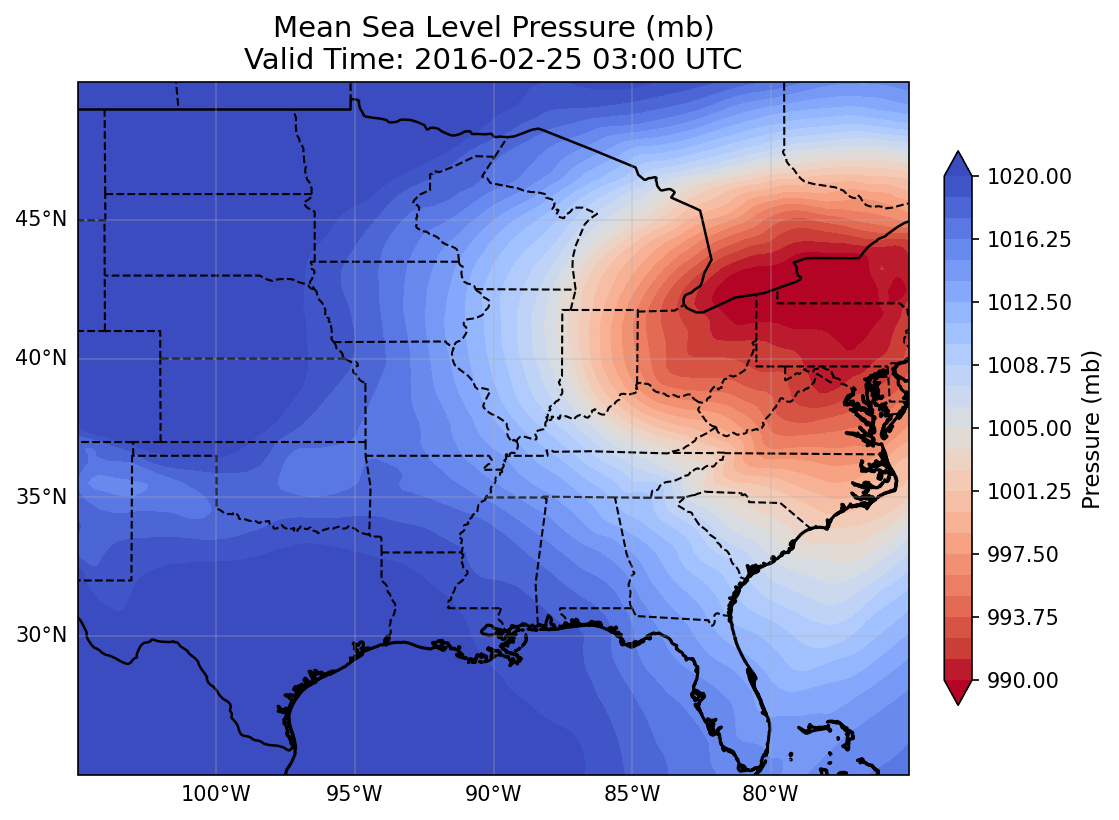 Mean Sea Level Pressure (mb)
Valid Time: 2016-02-25 03:00 UTC
45°N
40°N
35°N
30°N
100°W
95°W
90°W
85°W
80°W
1020.00
1016.25
1012.50
1008.75
1005.00
1001.25
997.50
993.75
990.00
Pressure (mb)